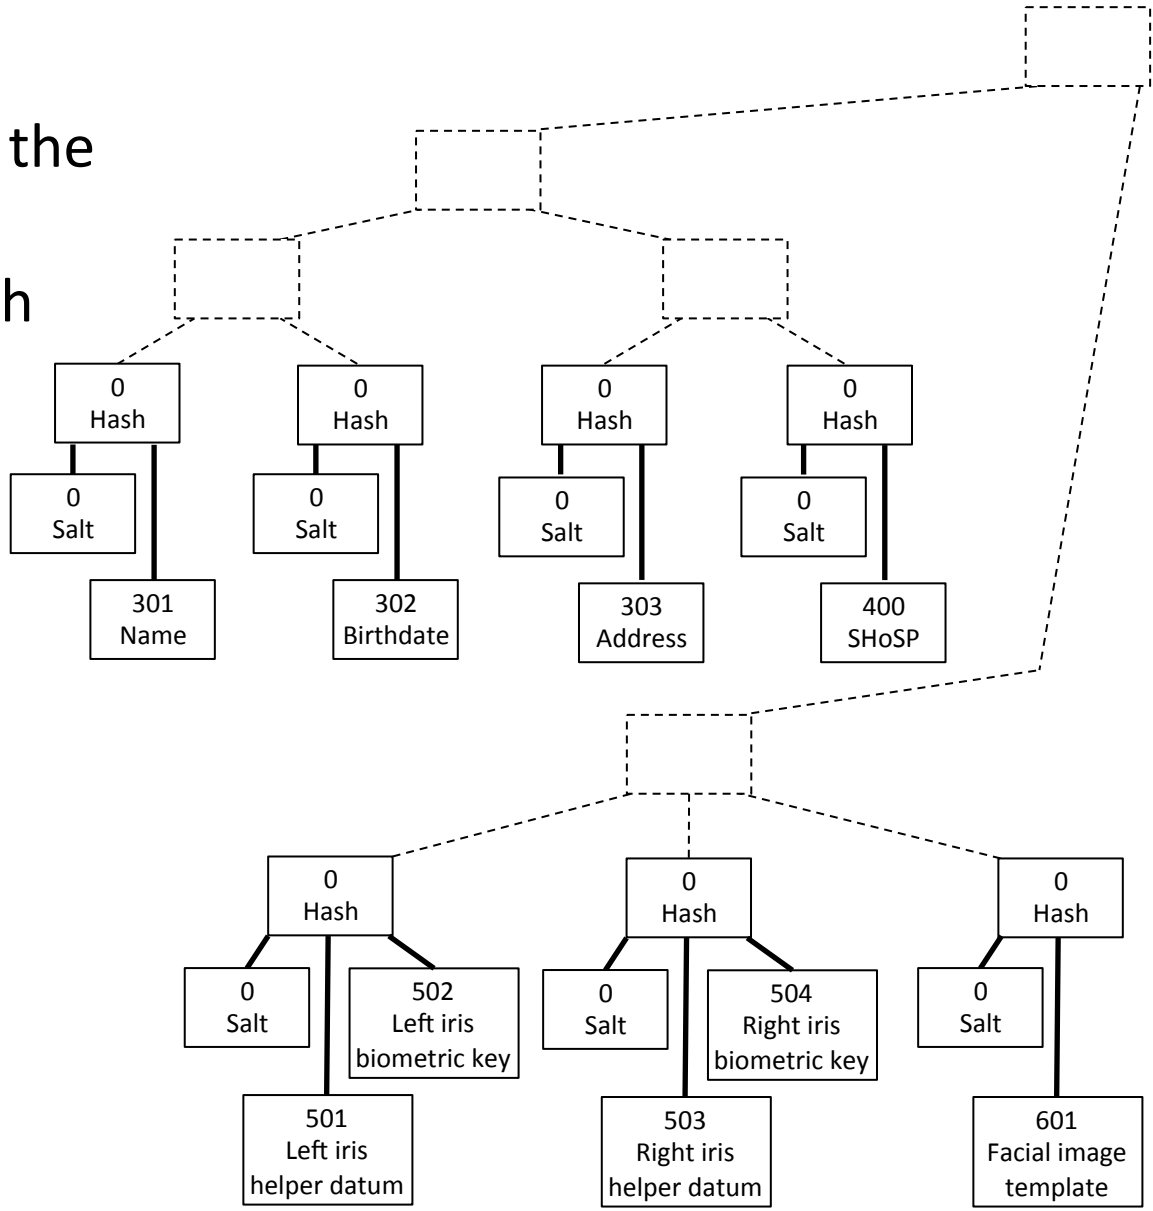 the
h
0
Hash
0
Hash
0
Hash
0
Hash
0
Salt
0
Salt
0
Salt
0
Salt
301
Name
302
Birthdate
303
Address
400
SHoSP
0
Hash
0
Hash
0
Hash
0
Salt
502
Left iris
biometric key
0
Salt
504
Right iris
biometric key
0
Salt
501
Left iris
helper datum
503
Right iris
helper datum
601
Facial image
template